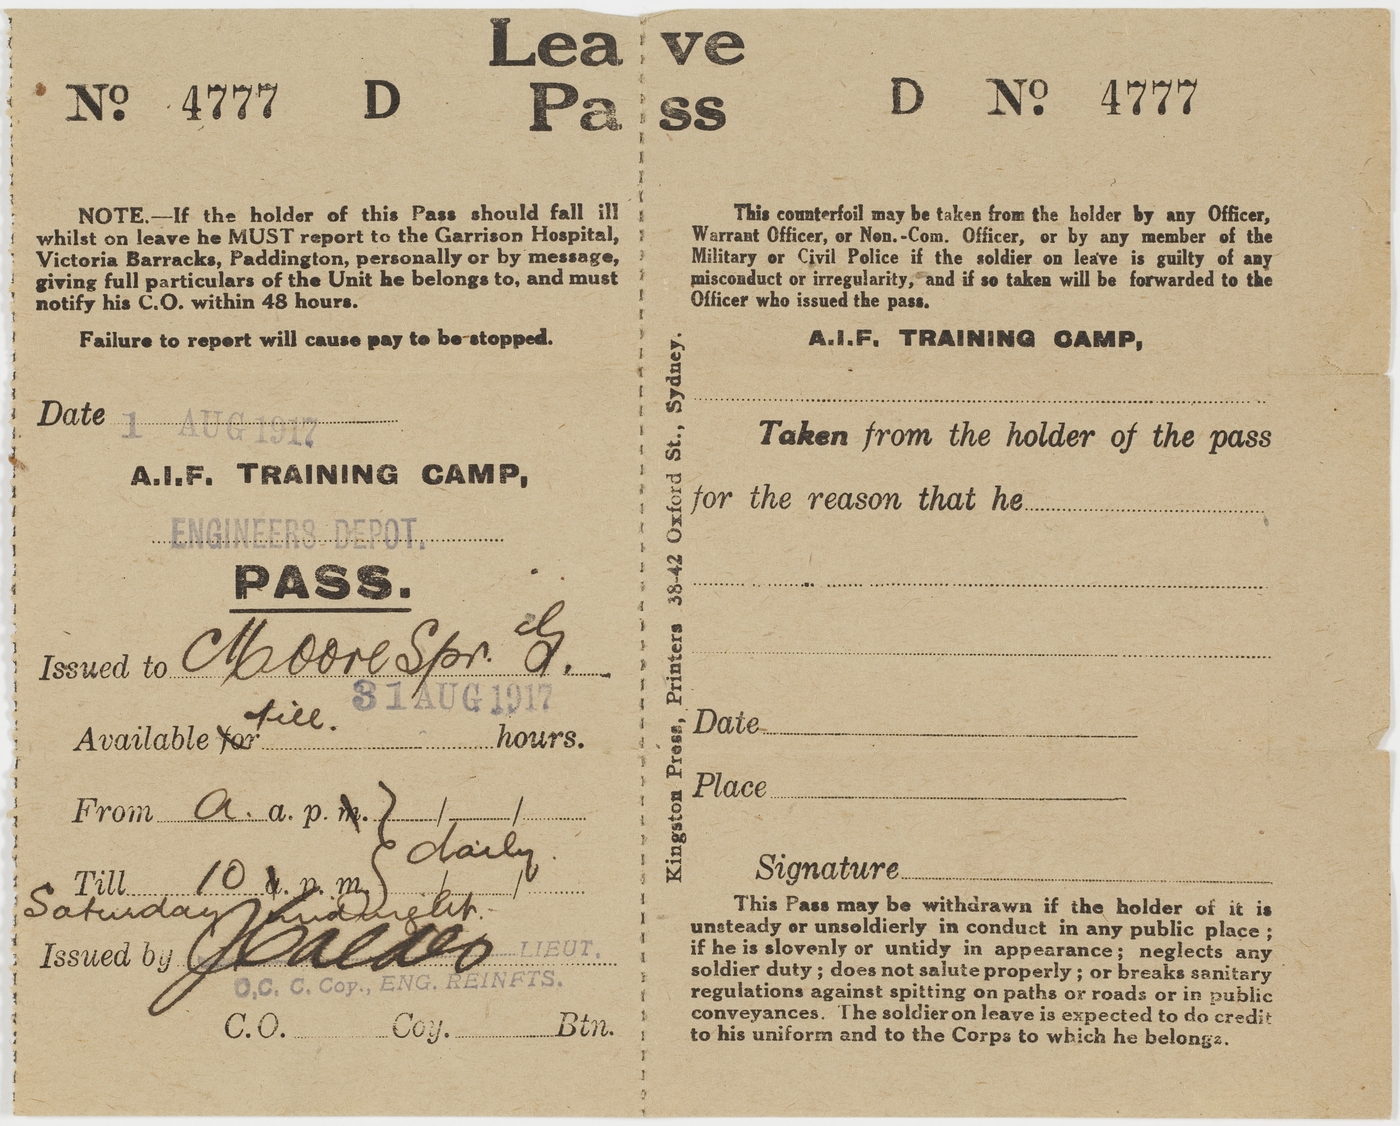 Leave
Pass
No. 4777 D
NOTE.—If the holder of this Pass should fall ill
whilst on leave he MUST report to the Garrison Hospital,
Victoria Barracks, Paddington, personally or by message,
giving full particulars of the Unit he belongs to, and must
notify his C.O. within 48 hours.
Failure to report will cause pay to be stopped.
Date 1 AUG 1917
A.I.F. TRAINING CAMP,
ENGINEERS DEPOT.
PASS.
Issued to Moore Spr. G.
31 AUG 1917
till.
Available for hours.
From a. a. p. m. / /
daily.
Till 10 a. p. m. / /
Saturday midnight.
Issued by LIEUT.
O.C. C. Coy., ENG. REINFTS.
C.O. Coy. Btn.
Kingston Press, Printers 38-42 Oxford St., Sydney.
D No. 4777
This counterfoil may be taken from the holder by any Officer,
Warrant Officer, or Non.-Com. Officer, or by any member of the
Military or Civil Police if the soldier on leave is guilty of any
misconduct or irregularity, and if so taken will be forwarded to the
Officer who issued the pass.
A.I.F. TRAINING CAMP,
Taken from the holder of the pass
for the reason that he
Date
Place
Signature
This Pass may be withdrawn if the holder of it is
unsteady or unsoldierly in conduct in any public place;
if he is slovenly or untidy in appearance; neglects any
soldier duty; does not salute properly; or breaks sanitary
regulations against spitting on paths or roads or in public
conveyances. The soldier on leave is expected to do credit
to his uniform and to the Corps to which he belongs.